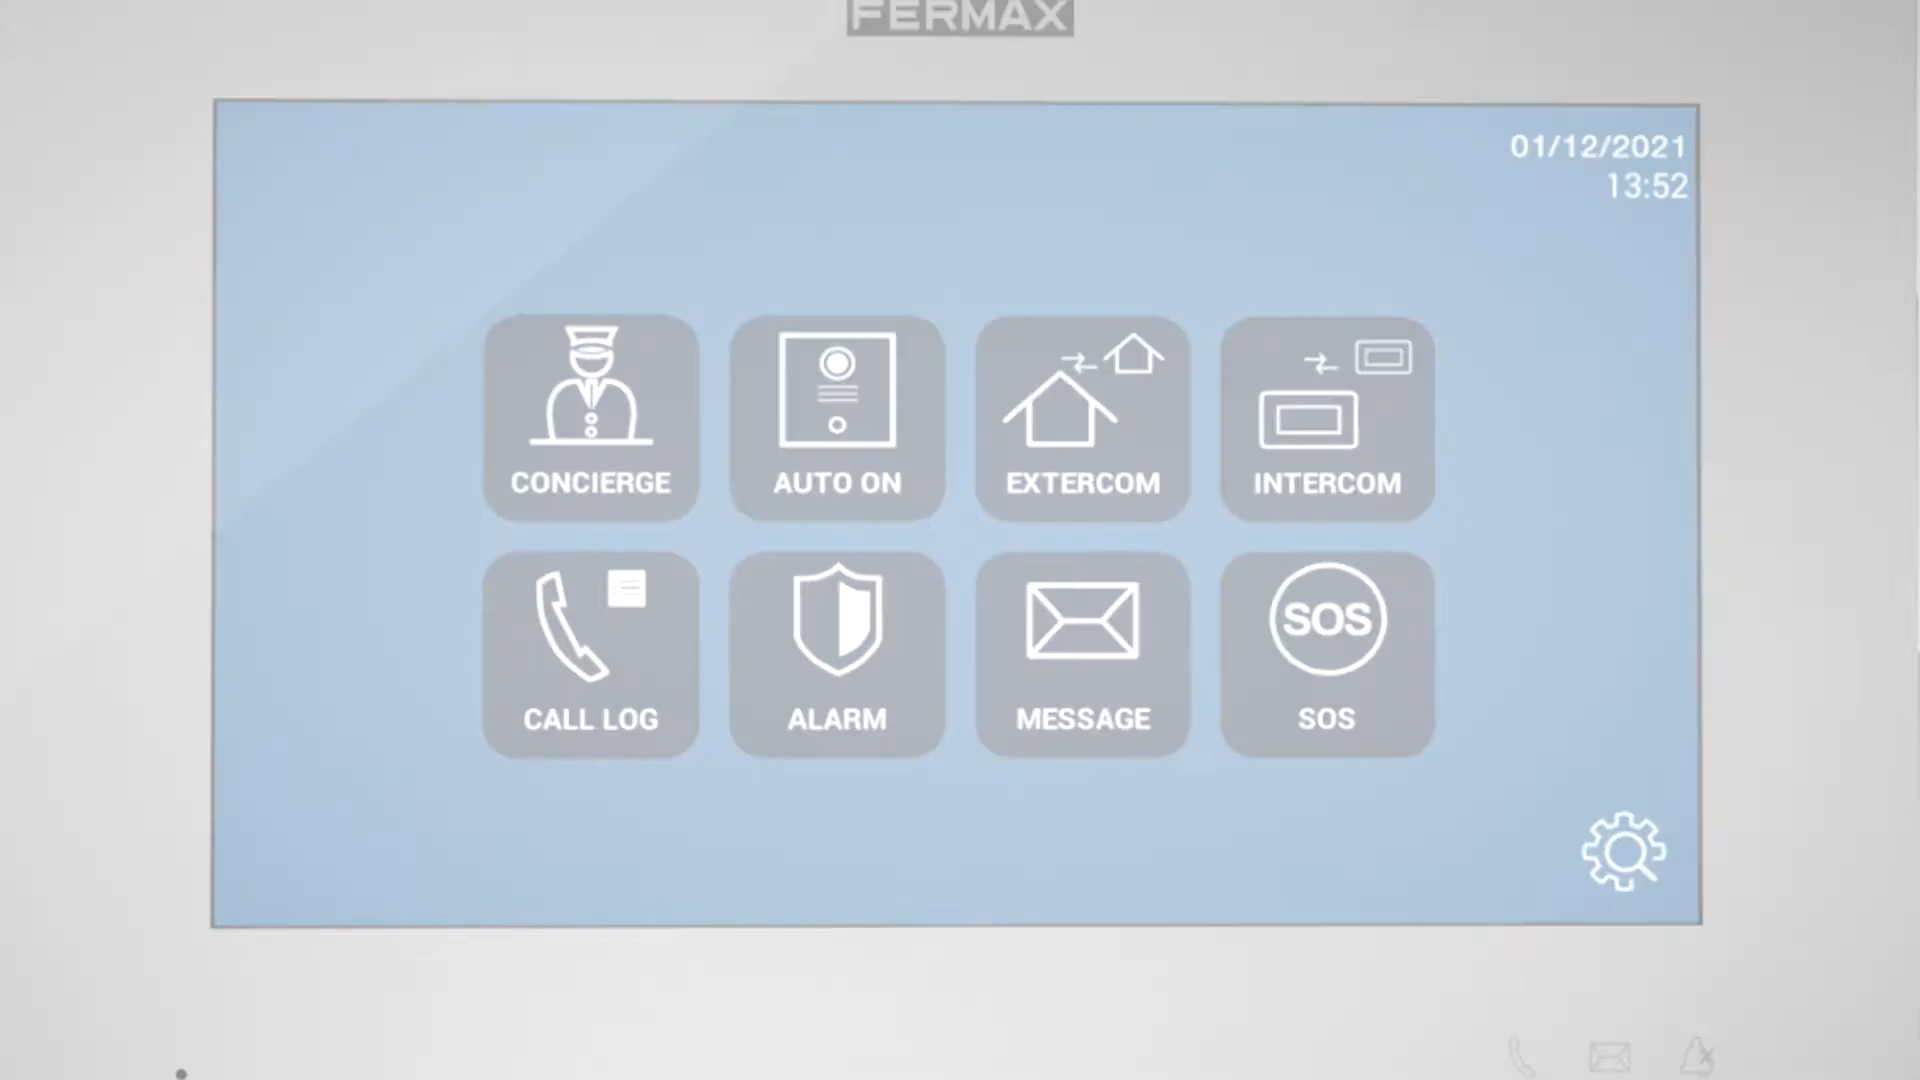 FERMAX
01/12/2021
13:52
CONCIERGE
AUTO ON
EXTERCOM
INTERCOM
CALL LOG
ALARM
MESSAGE
SOS
SOS